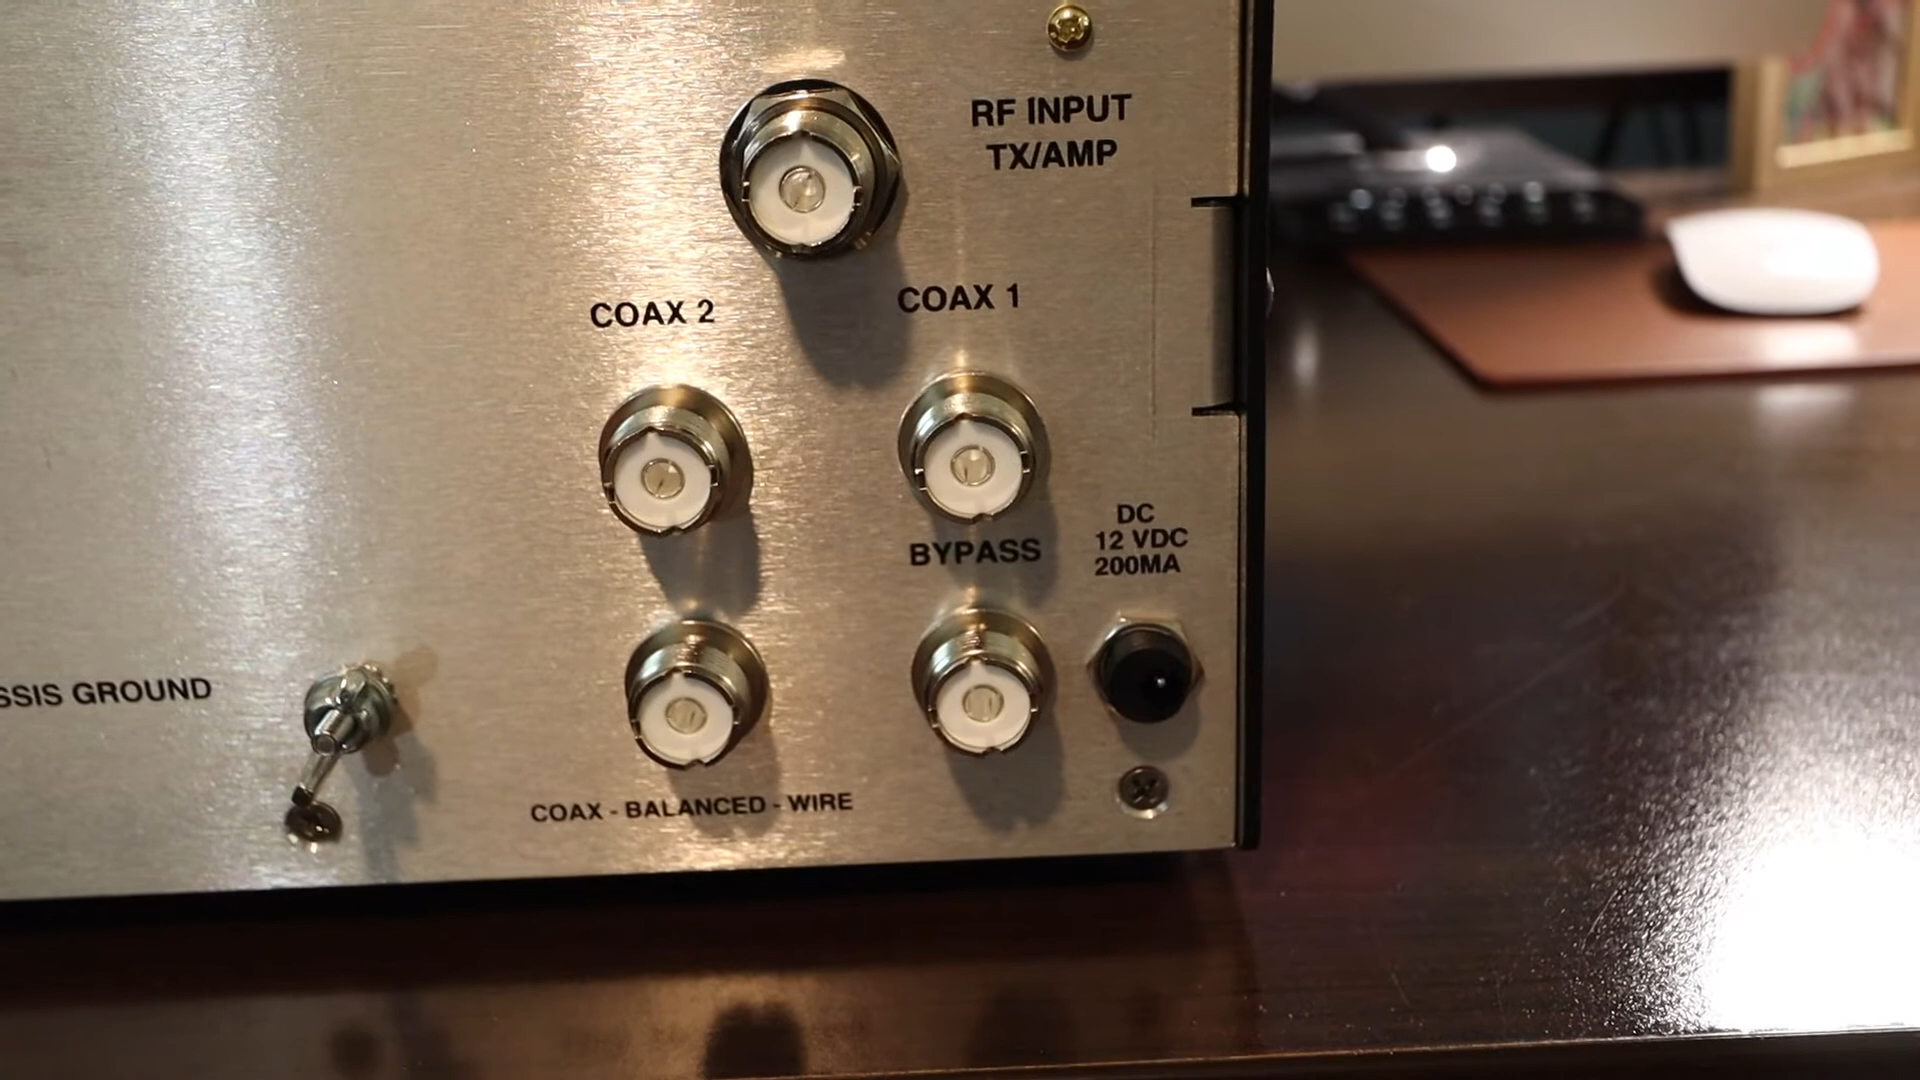 RF INPUT
TX/AMP
COAX 2
COAX 1
BYPASS
DC
12 VDC
200MA
SSIS GROUND
COAX - BALANCED - WIRE